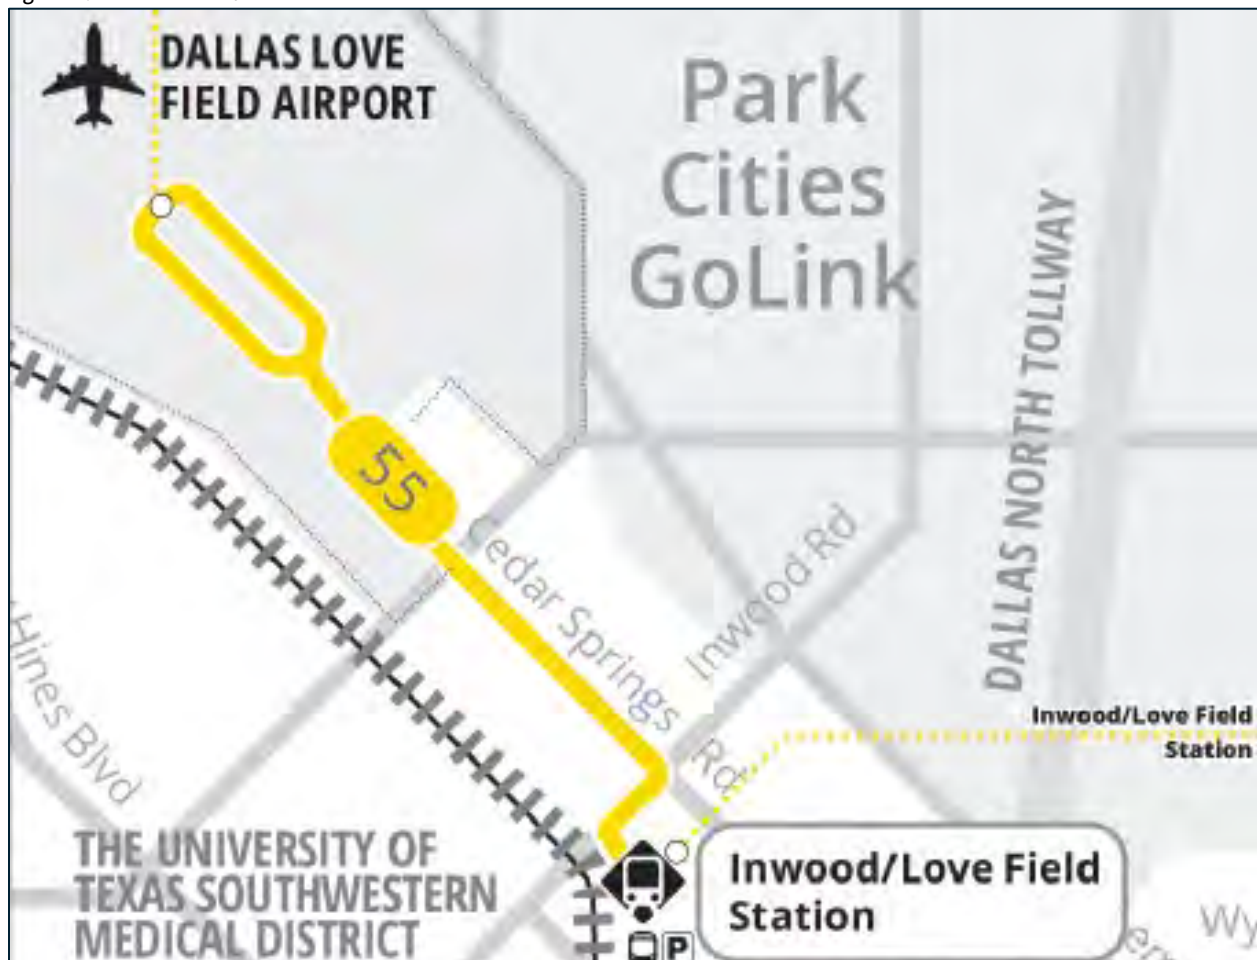 DALLAS LOVE
FIELD AIRPORT
Park
Cities
GoLink
DALLAS NORTH TOLLWAY
55
Cedar Springs
Rd
Inwood Rd
Hines Blvd
Inwood/Love Field
Station
THE UNIVERSITY OF
TEXAS SOUTHWESTERN
MEDICAL DISTRICT
Inwood/Love Field
Station
P
Wy